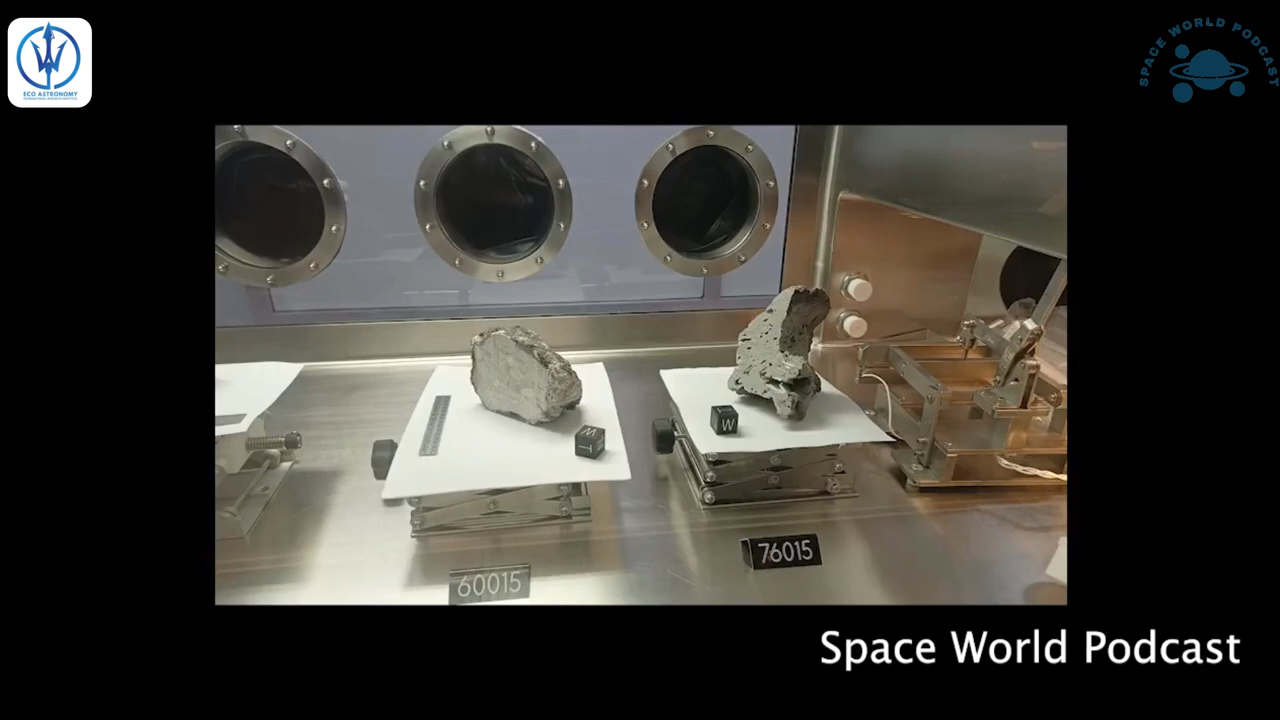 ECO ASTRONOMY
SPACE WORLD PODCAST
M
W
60015
76015
Space World Podcast